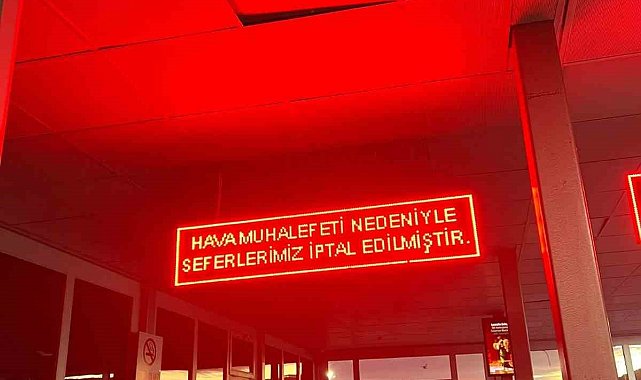 HAVA MUHALEFETİ NEDENİYLE
SEFERLERİMİZ İPTAL EDİLMİŞTİR.